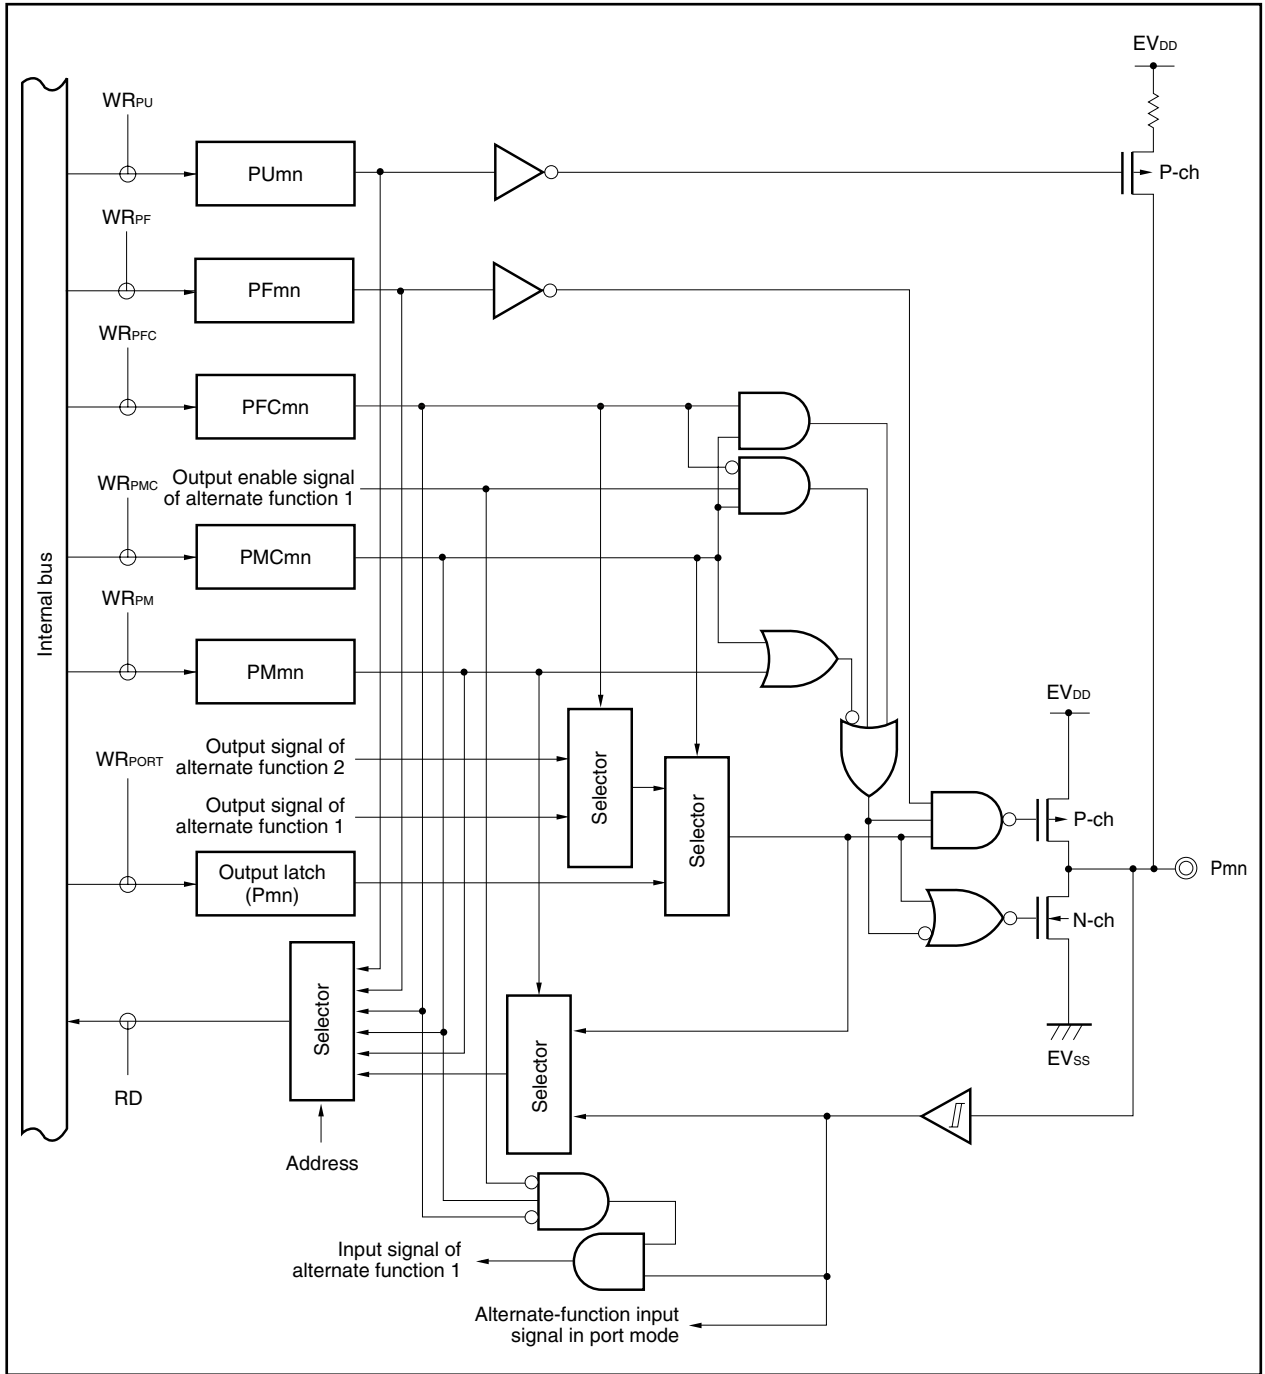 EVDD
WRPU
PUmn
P-ch
WRPF
PFmn
WRPFC
PFCmn
WRPMC
Output enable signal
of alternate function 1
PMCmn
Internal bus
WRPM
PMmn
EVDD
WRPORT
Output signal of
alternate function 2
Selector
Output signal of
alternate function 1
Selector
P-ch
Output latch
(Pmn)
Pmn
N-ch
Selector
Selector
RD
EVSS
Address
Input signal of
alternate function 1
Alternate-function input
signal in port mode